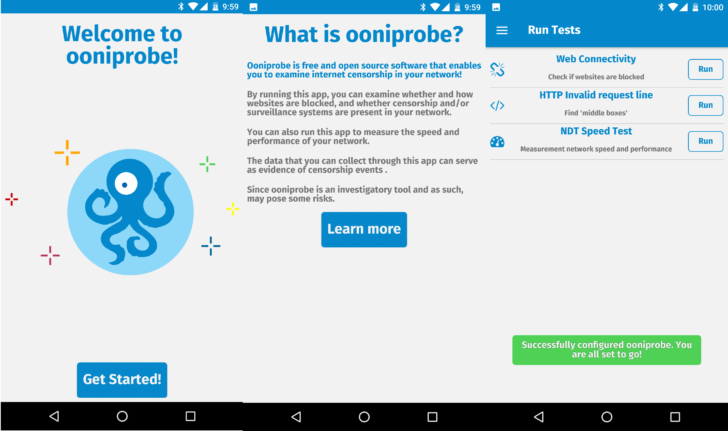 9:59
Welcome to
ooniprobe!
Get Started!
9:59
What is ooniprobe?
Ooniprobe is free and open source software that enables
you to examine internet censorship in your network!
By running this app, you can examine whether and how
websites are blocked, and whether censorship and/or
surveillance systems are present in your network.
You can also run this app to measure the speed and
performance of your network.
The data that you can collect through this app can serve
as evidence of censorship events .
Since ooniprobe is an investigatory tool and as such,
may pose some risks.
Learn more
10:00
Run Tests
Web Connectivity
Check if websites are blocked
Run
HTTP Invalid request line
Find 'middle boxes'
Run
NDT Speed Test
Measurement network speed and performance
Run
Successfully configured ooniprobe. You
are all set to go!